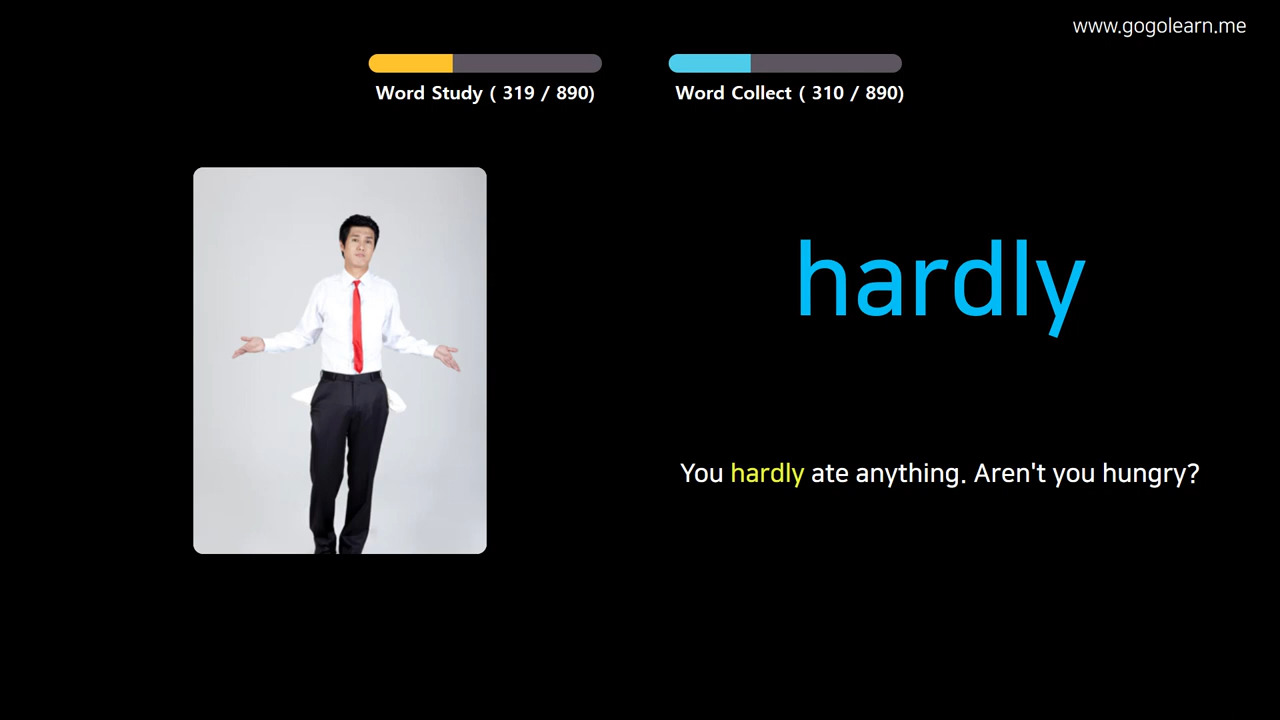 www.gogolearn.me
Word Study ( 319 / 890)
Word Collect ( 310 / 890)
hardly
You hardly ate anything. Aren't you hungry?